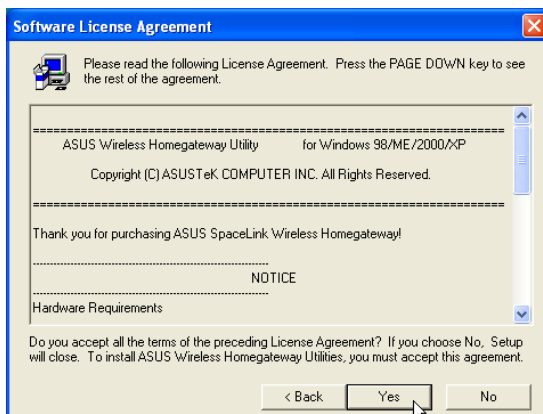 Software License Agreement
Please read the following License Agreement. Press the PAGE DOWN key to see
the rest of the agreement.
==================================================================
ASUS Wireless Homegateway Utility for Windows 98/ME/2000/XP
Copyright (C) ASUSTeK COMPUTER INC. All Rights Reserved.
==================================================================
Thank you for purchasing ASUS SpaceLink Wireless Homegateway!
------------------------------------------------------------
NOTICE
------------------------------------------------------------
Hardware Requirements
Do you accept all the terms of the preceding License Agreement? If you choose No, Setup
will close. To install ASUS Wireless Homegateway Utilities, you must accept this agreement.
< Back Yes No